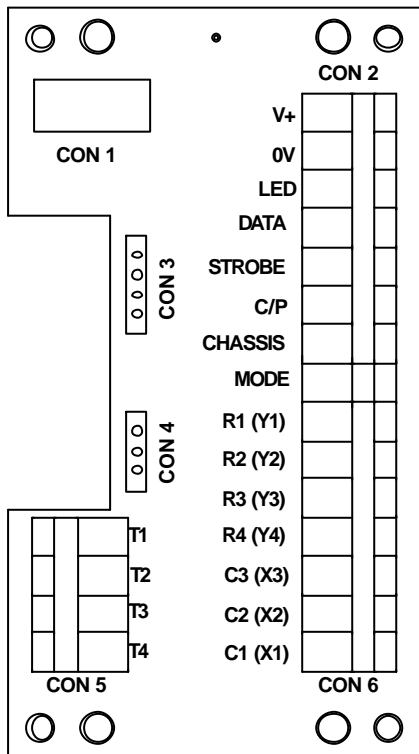 CON 2
V+
CON 1
0V
LED
DATA
STROBE
CON 3
C/P
CHASSIS
MODE
R1 (Y1)
CON 4
R2 (Y2)
R3 (Y3)
T1
R4 (Y4)
T2
C3 (X3)
T3
C2 (X2)
T4
C1 (X1)
CON 5
CON 6